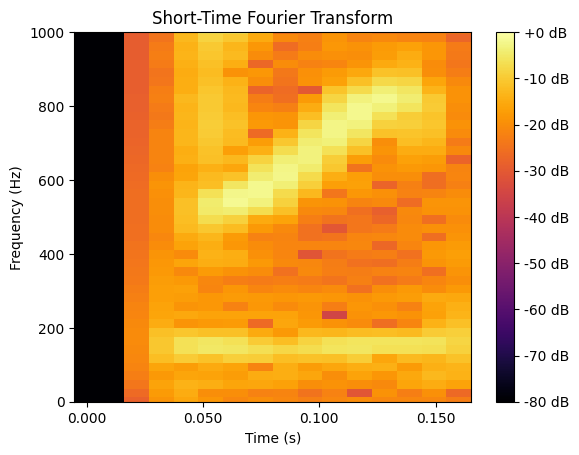 Short-Time Fourier Transform
1000
800
600
400
200
0
Frequency (Hz)
0.000
0.050
0.100
0.150
Time (s)
+0 dB
-10 dB
-20 dB
-30 dB
-40 dB
-50 dB
-60 dB
-70 dB
-80 dB